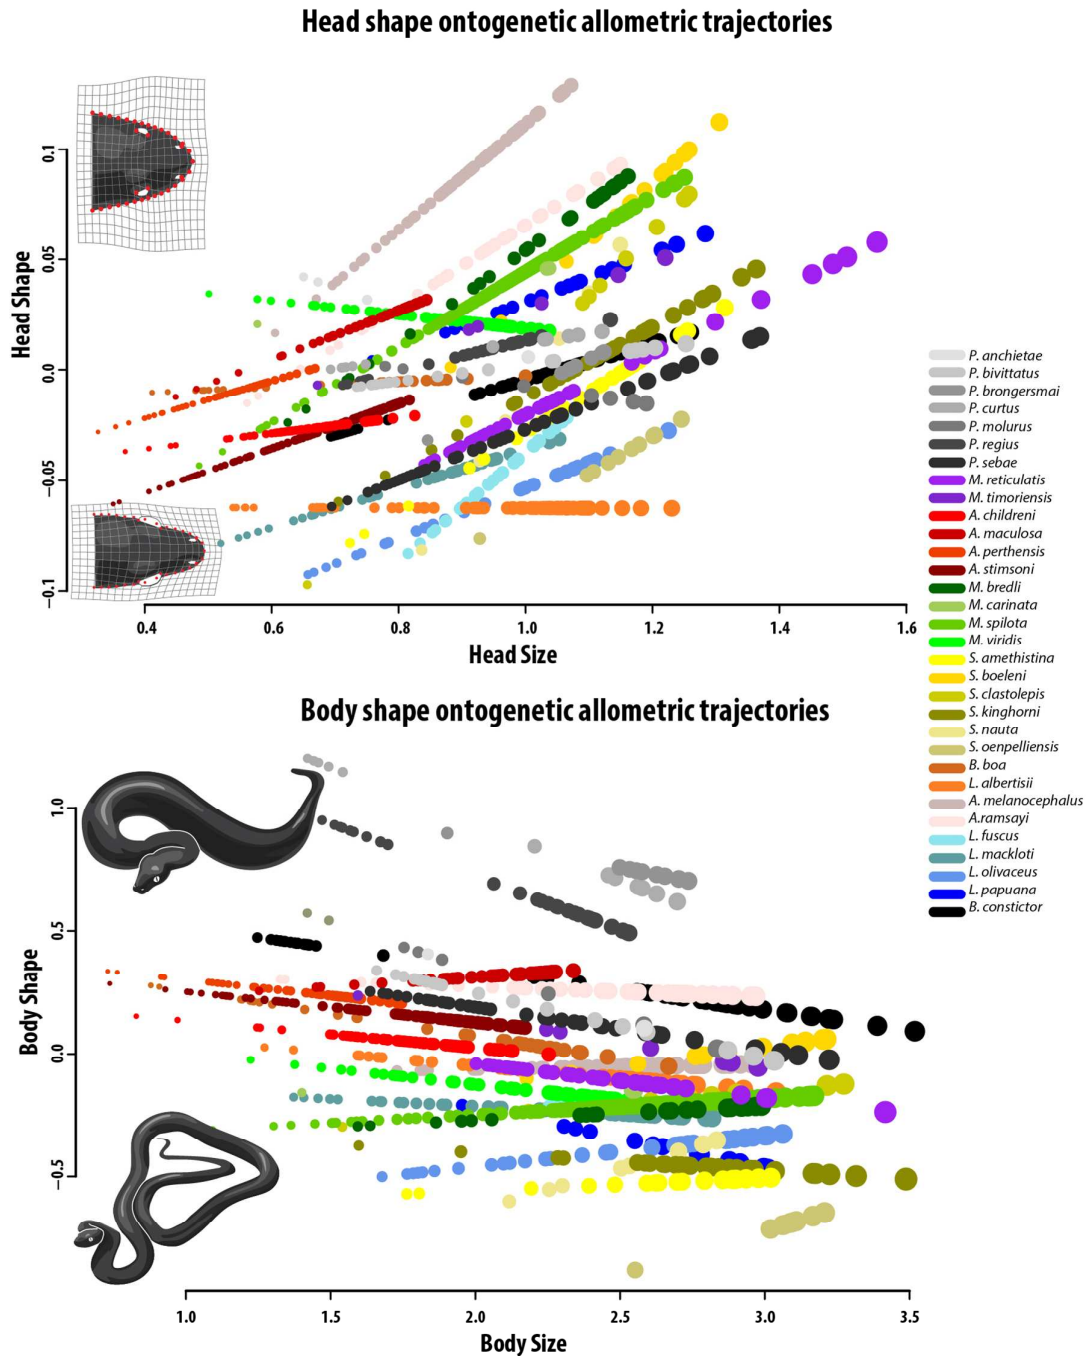 Head shape ontogenetic allometric trajectories
0.1
0.05
0.0
−0.05
−0.1
Head Shape
0.4
0.6
0.8
1.0
1.2
1.4
1.6
Head Size
P. anchietae
P. bivittatus
P. brongersmai
P. curtus
P. molurus
P. regius
P. sebae
M. reticulatis
M. timoriensis
A. childreni
A. maculosa
A. perthensis
A. stimsoni
M. bredli
M. carinata
M. spilota
M. viridis
S. amethistina
S. boeleni
S. clastolepis
S. kinghorni
S. nauta
S. oenpelliensis
B. boa
L. albertisii
A. melanocephalus
A.ramsayi
L. fuscus
L. mackloti
L. olivaceus
L. papuana
B. constictor
Body shape ontogenetic allometric trajectories
1.0
0.5
0.0
−0.5
Body Shape
1.0
1.5
2.0
2.5
3.0
3.5
Body Size